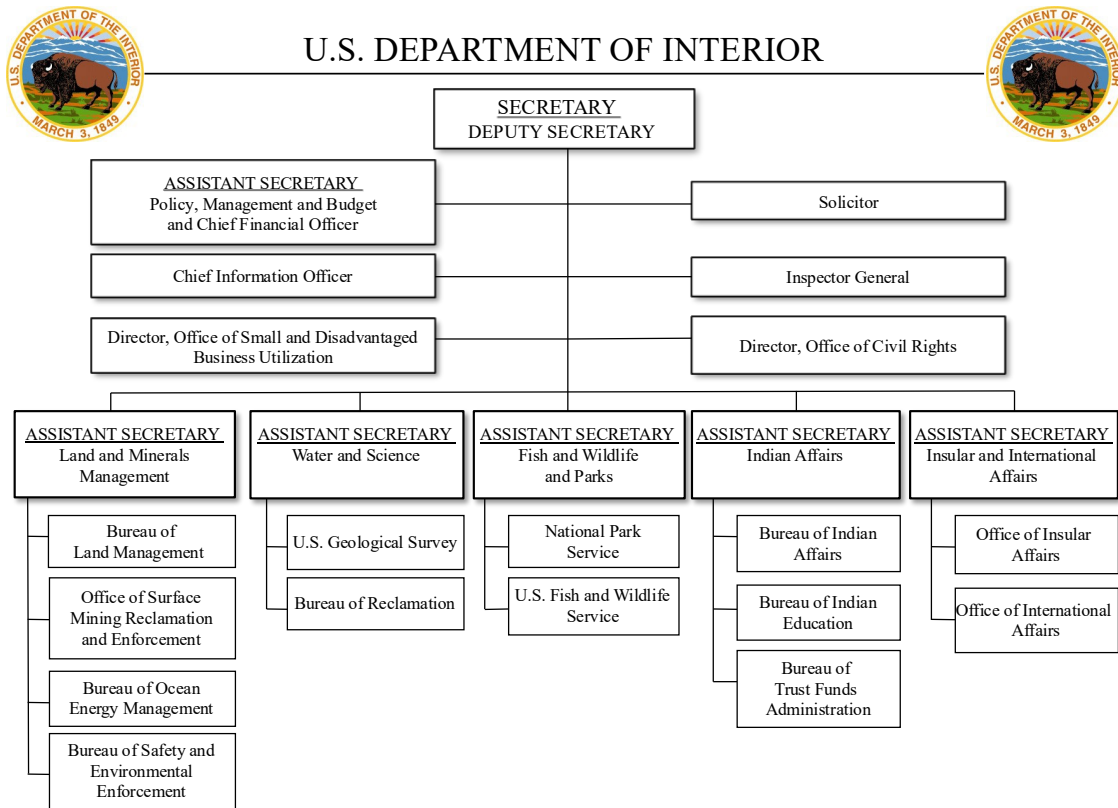 U.S. DEPARTMENT OF THE INTERIOR
MARCH 3, 1849
U.S. DEPARTMENT OF INTERIOR
U.S. DEPARTMENT OF THE INTERIOR
MARCH 3, 1849
SECRETARY
DEPUTY SECRETARY
ASSISTANT SECRETARY
Policy, Management and Budget
and Chief Financial Officer
Solicitor
Chief Information Officer
Inspector General
Director, Office of Small and Disadvantaged
Business Utilization
Director, Office of Civil Rights
ASSISTANT SECRETARY
Land and Minerals
Management
ASSISTANT SECRETARY
Water and Science
ASSISTANT SECRETARY
Fish and Wildlife
and Parks
ASSISTANT SECRETARY
Indian Affairs
ASSISTANT SECRETARY
Insular and International
Affairs
Bureau of
Land Management
Office of Surface
Mining Reclamation
and Enforcement
Bureau of Ocean
Energy Management
Bureau of Safety and
Environmental
Enforcement
U.S. Geological Survey
Bureau of Reclamation
National Park
Service
U.S. Fish and Wildlife
Service
Bureau of Indian
Affairs
Bureau of Indian
Education
Bureau of
Trust Funds
Administration
Office of Insular
Affairs
Office of International
Affairs